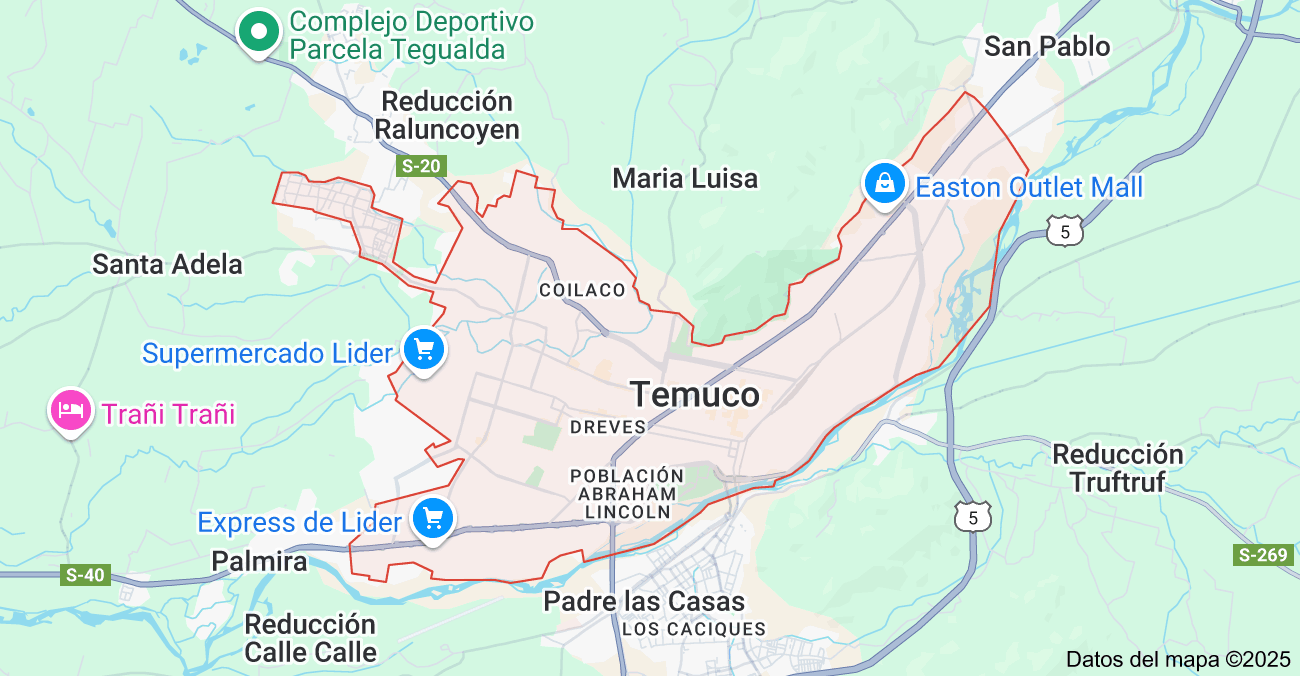 Complejo Deportivo
Parcela Tegualda
San Pablo
Reducción
Raluncoyen
S-20
Maria Luisa
Easton Outlet Mall
5
Santa Adela
COILACO
Supermercado Lider
Temuco
Trañi Trañi
DREVES
Reducción
Truftruf
POBLACIÓN
ABRAHAM
LINCOLN
Express de Lider
5
Palmira
S-269
S-40
Padre las Casas
Reducción
Calle Calle
LOS CACIQUES
Datos del mapa ©2025